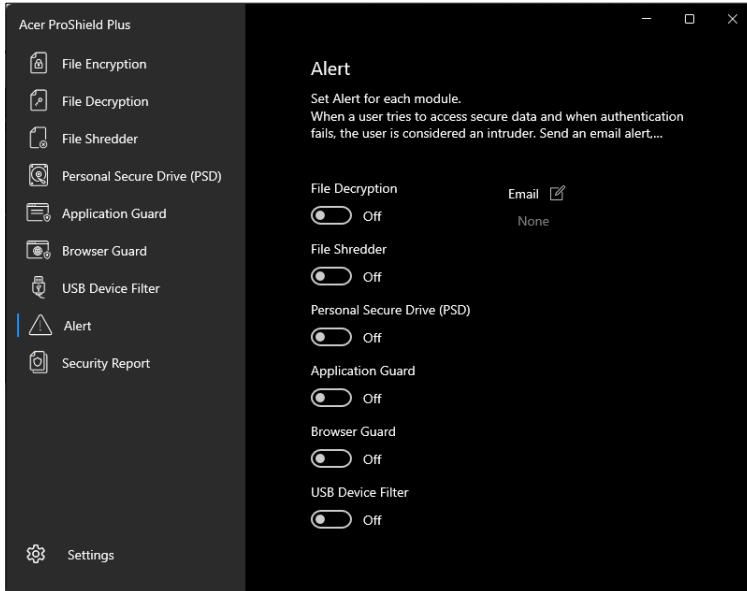 Acer ProShield Plus
File Encryption
File Decryption
File Shredder
Personal Secure Drive (PSD)
Application Guard
Browser Guard
USB Device Filter
Alert
Security Report
Settings
Alert
Set Alert for each module.
When a user tries to access secure data and when authentication
fails, the user is considered an intruder. Send an email alert,...
File Decryption
Off
Email
None
File Shredder
Off
Personal Secure Drive (PSD)
Off
Application Guard
Off
Browser Guard
Off
USB Device Filter
Off